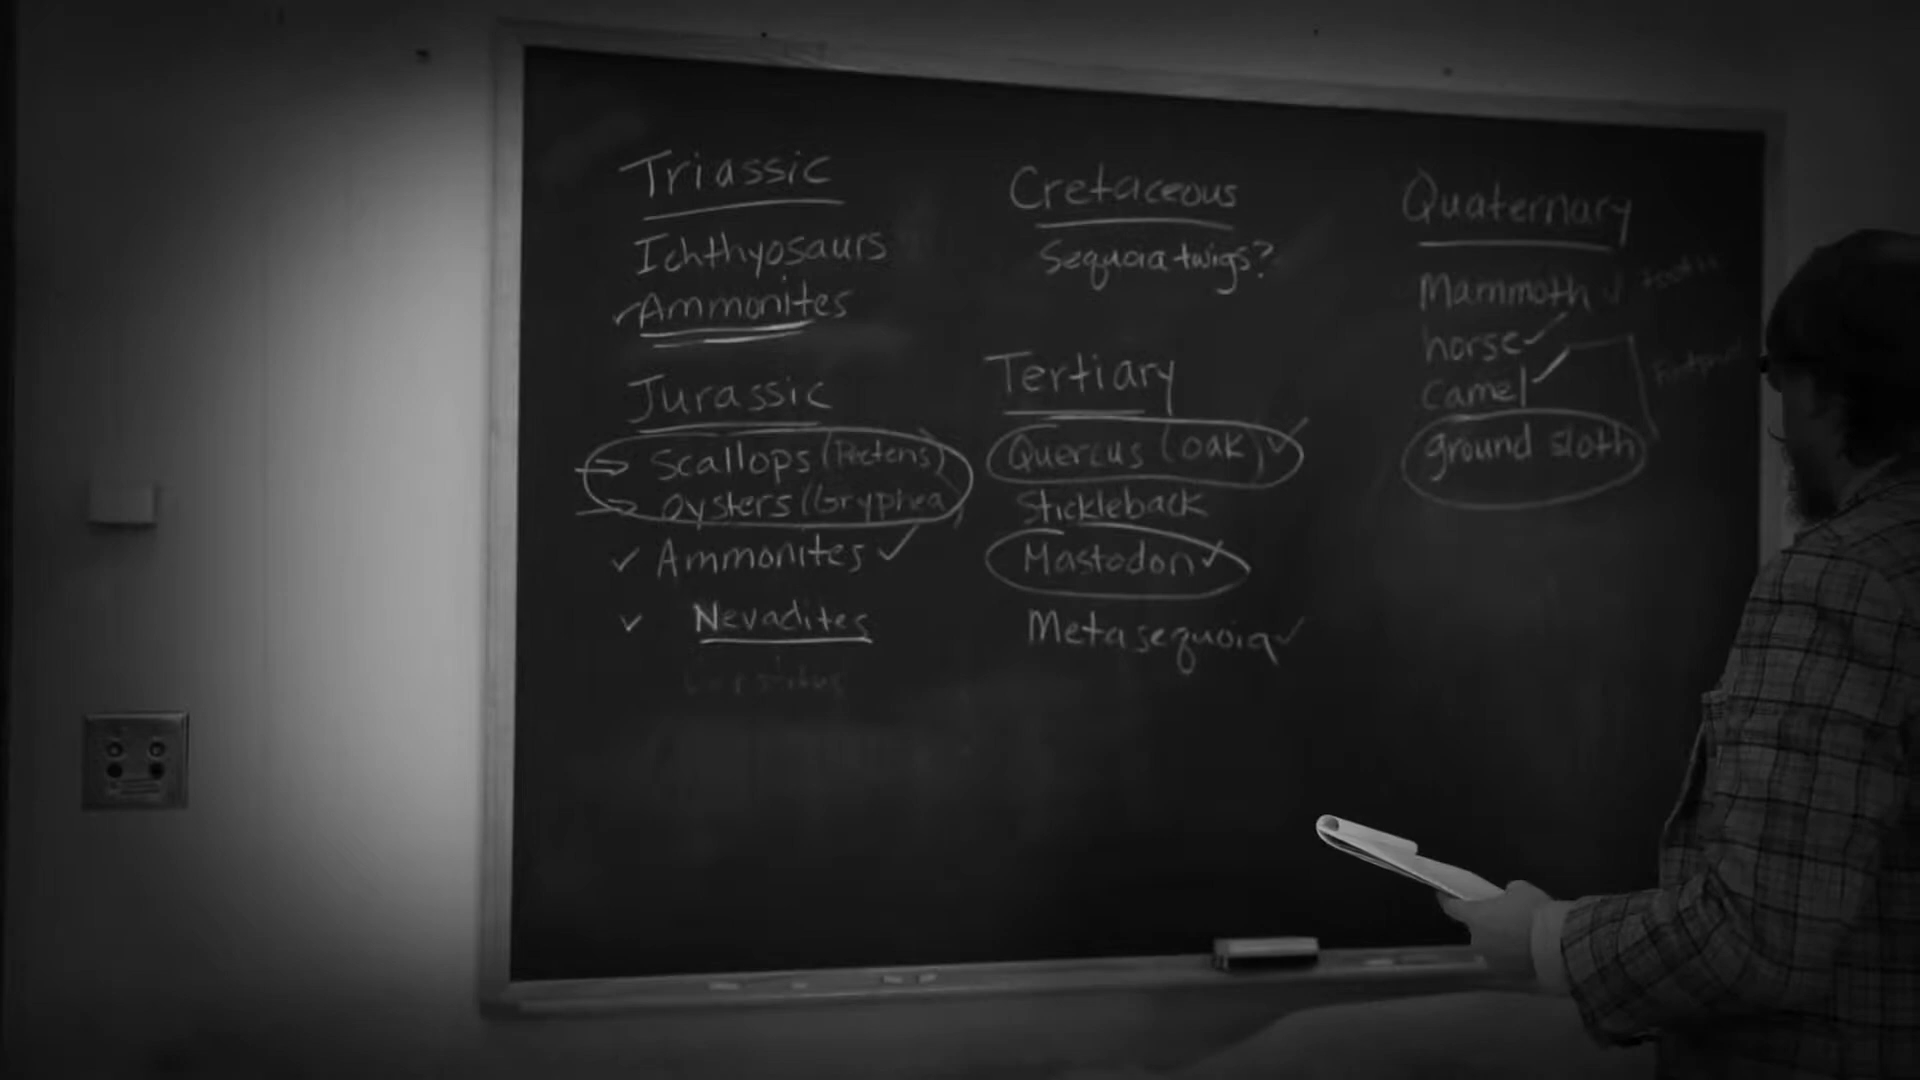 Triassic
Ichthyosaurs
✓Ammonites
Jurassic
→ Scallops (Pectens)
→ Oysters (Gryphea
✓ Ammonites ✓
✓ Nevadites
Cretaceous
Sequoia twigs?
Tertiary
Quercus (oak) ✓
Stickleback
Mastodon ✓
Metasequoia ✓
Quaternary
Mammoth ✓
horse ✓
Camel ✓
ground sloth